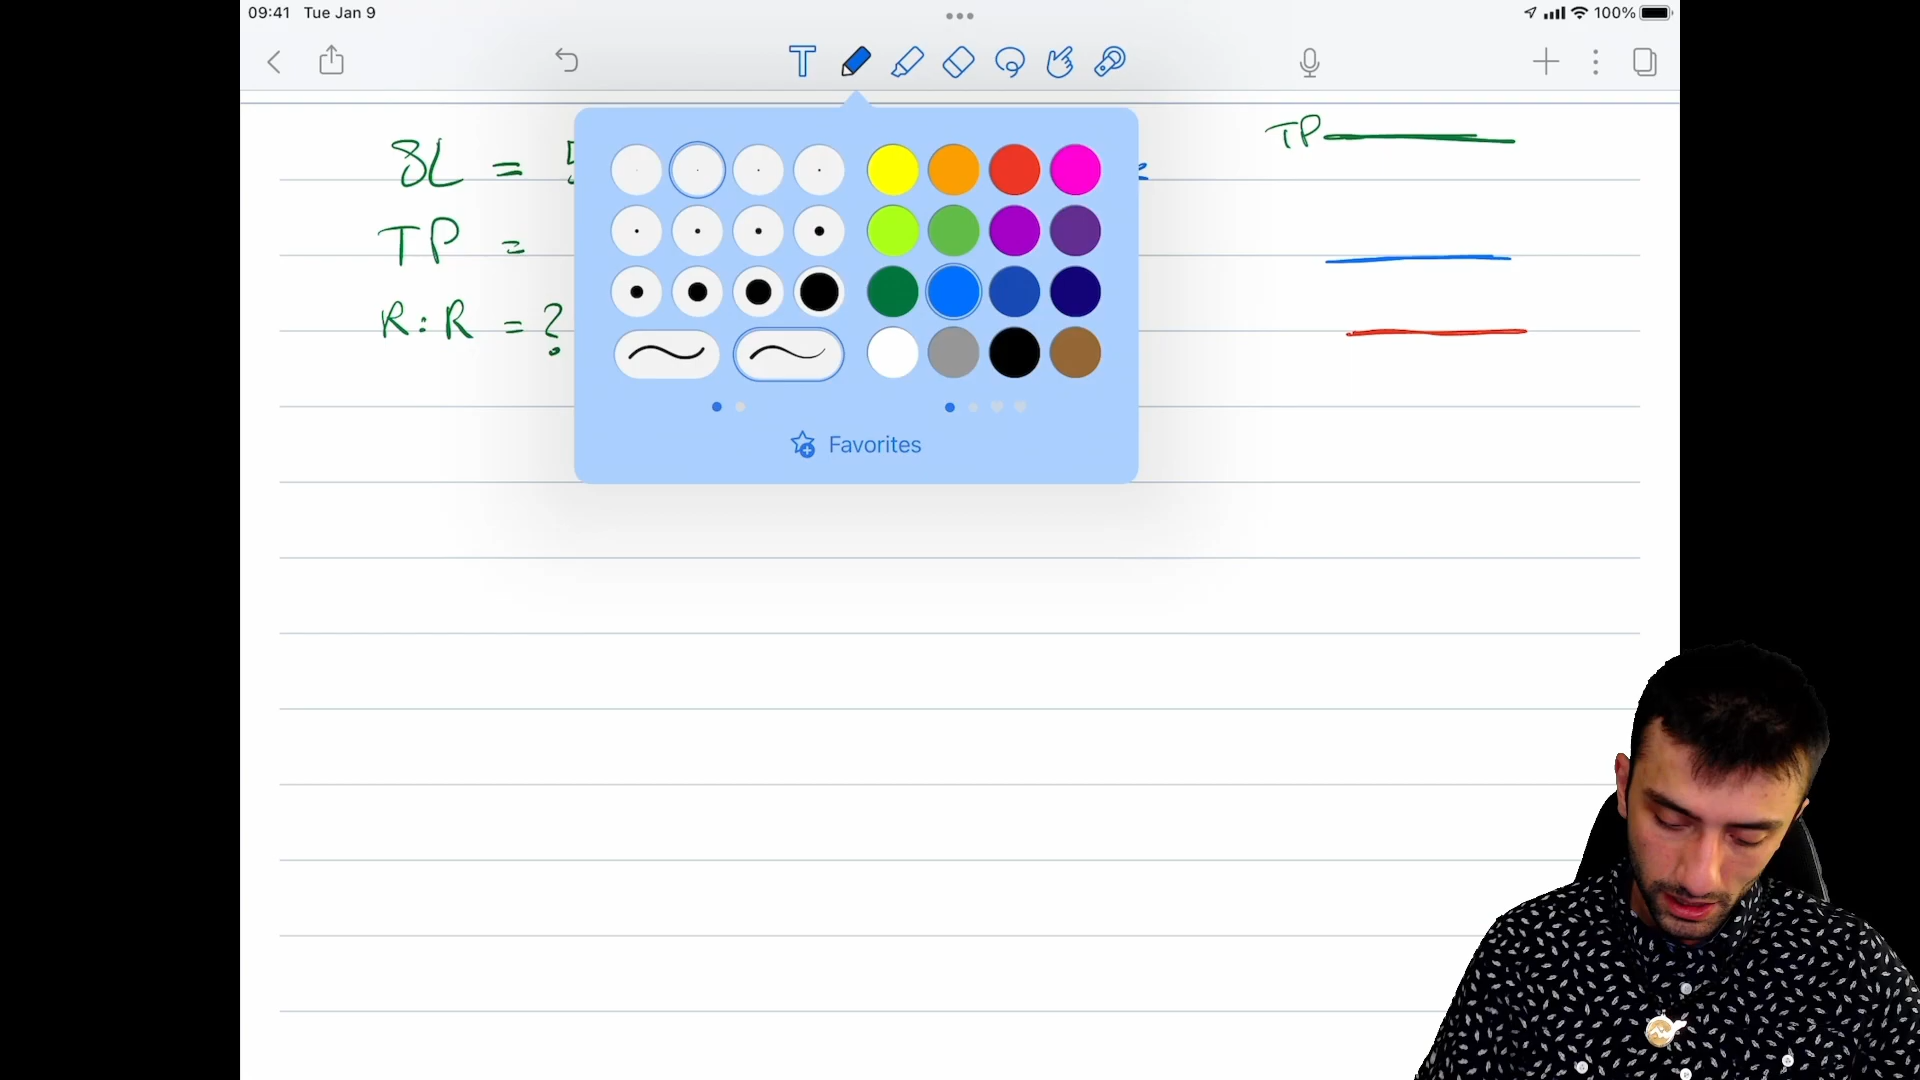 09:41 Tue Jan 9 100%
TP
SL =
TP =
R:R = ?
Favorites